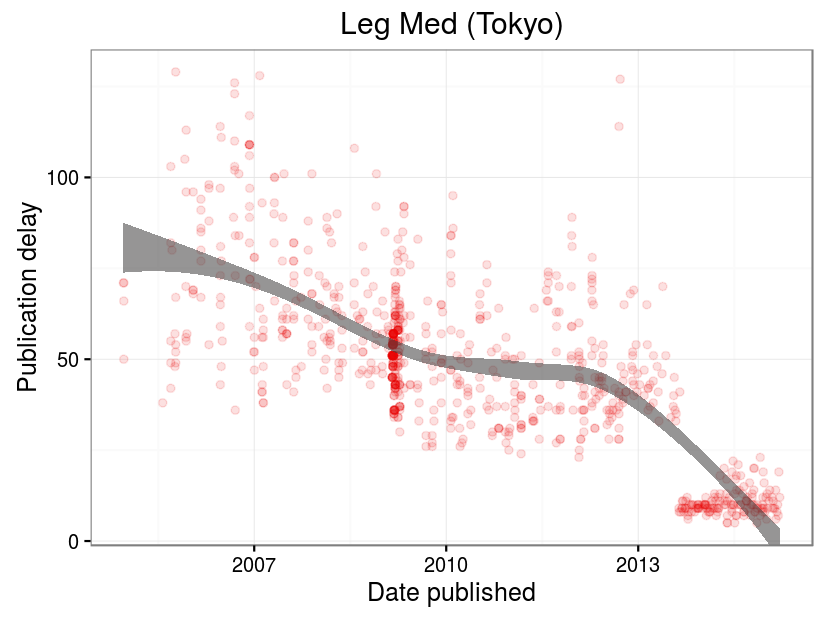 Leg Med (Tokyo)
Publication delay
100
50
0
2007 2010 2013
Date published